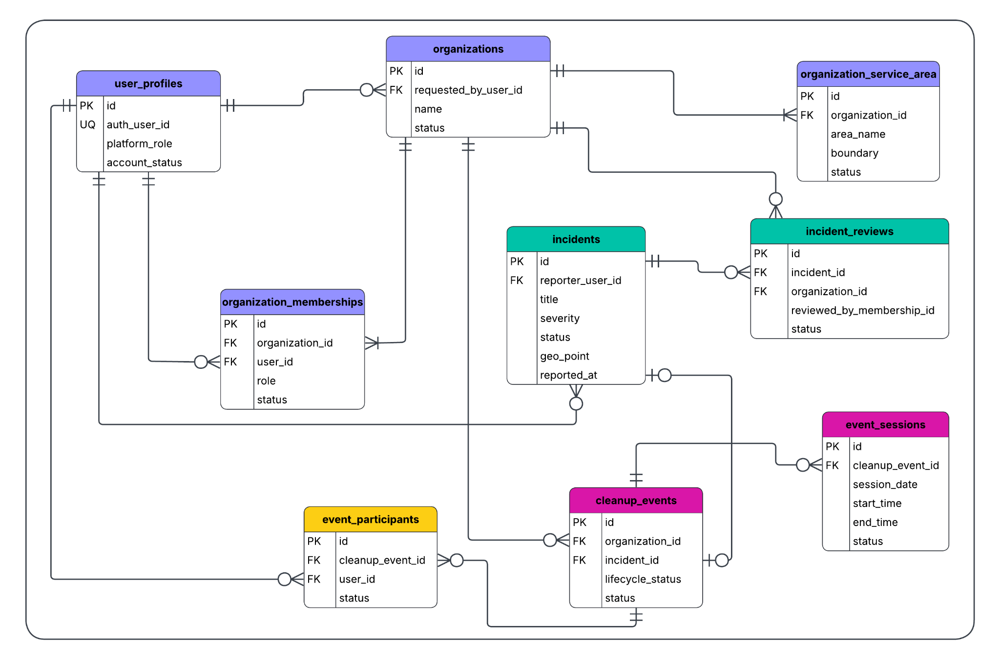 organizations
PK id
FK requested_by_user_id
name
status
organization_service_area
PK id
FK organization_id
area_name
boundary
status
user_profiles
PK id
UQ auth_user_id
platform_role
account_status
incident_reviews
PK id
FK incident_id
FK organization_id
reviewed_by_membership_id
status
incidents
PK id
FK reporter_user_id
title
severity
status
geo_point
reported_at
organization_memberships
PK id
FK organization_id
FK user_id
role
status
event_sessions
PK id
FK cleanup_event_id
session_date
start_time
end_time
status
cleanup_events
PK id
FK organization_id
FK incident_id
lifecycle_status
status
event_participants
PK id
FK cleanup_event_id
FK user_id
status